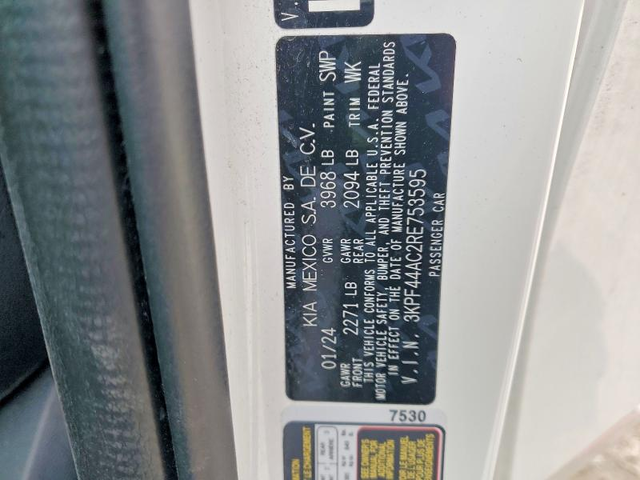 MANUFACTURED BY
KIA MEXICO S.A. DE C.V.
01/24 GVWR 3968 LB PAINT SWP
GAWR FRONT 2271 LB GAWR REAR 2094 LB TRIM WK
THIS VEHICLE CONFORMS TO ALL APPLICABLE U.S.A. FEDERAL
MOTOR VEHICLE SAFETY, BUMPER, AND THEFT PREVENTION STANDARDS
IN EFFECT ON THE DATE OF MANUFACTURE SHOWN ABOVE.
V.I.N. 3KPF44AC2RE753595
PASSENGER CAR
7530